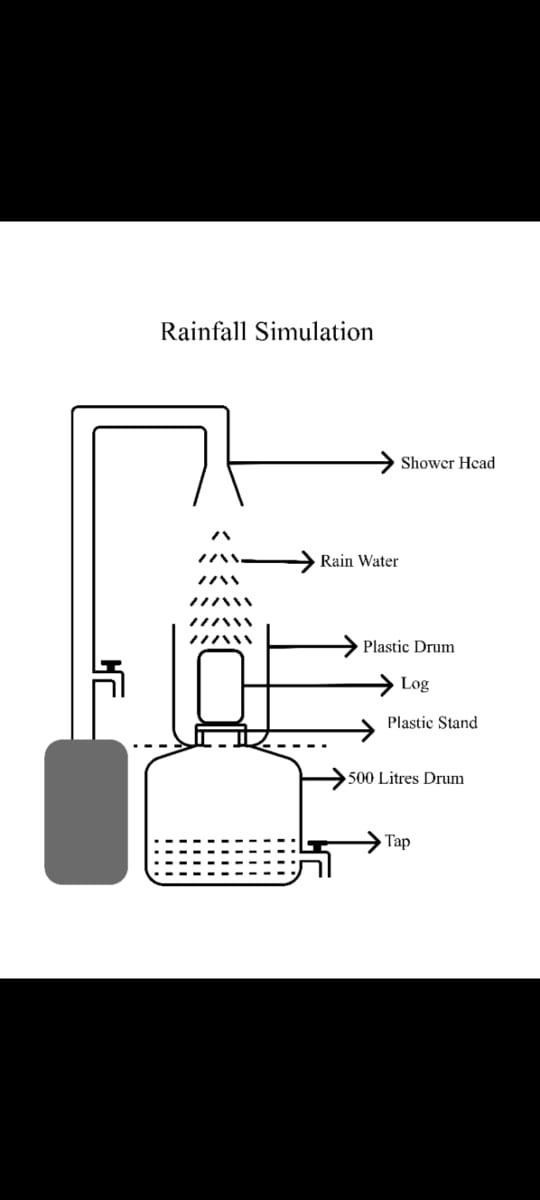 Rainfall Simulation
Shower Head
Rain Water
Plastic Drum
Log
Plastic Stand
500 Litres Drum
Tap